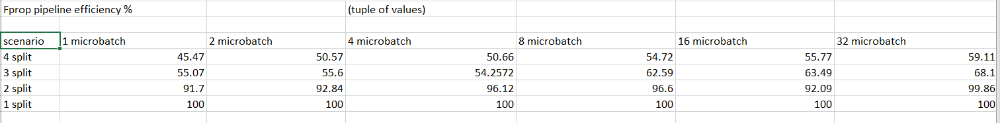 Fprop pipeline efficiency % (tuple of values)
scenario 1 microbatch 2 microbatch 4 microbatch 8 microbatch 16 microbatch 32 microbatch
4 split 45.47 50.57 50.66 54.72 55.77 59.11
3 split 55.07 55.6 54.2572 62.59 63.49 68.1
2 split 91.7 92.84 96.12 96.6 92.09 99.86
1 split 100 100 100 100 100 100